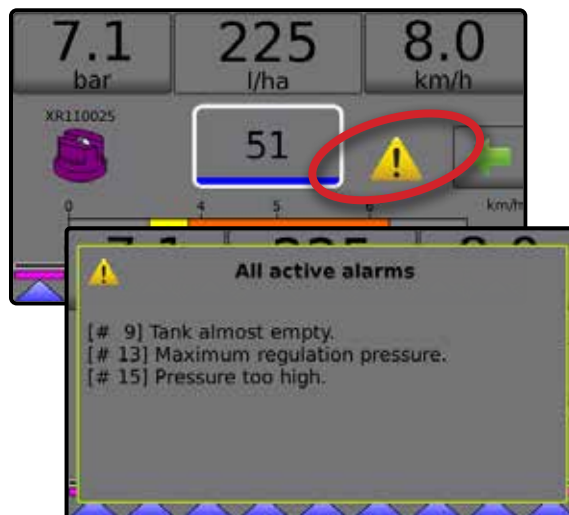 7.1
225
8.0
bar
l/ha
km/h
XR110025
51
0
4
5
6
km/h
All active alarms
[# 9] Tank almost empty.
[# 13] Maximum regulation pressure.
[# 15] Pressure too high.